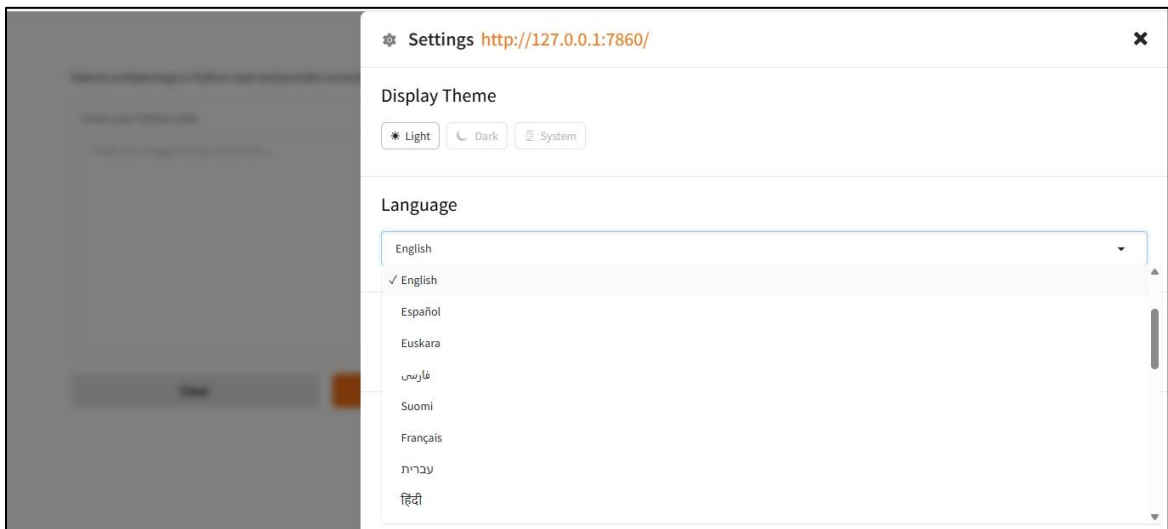 Settings http://127.0.0.1:7860/
Display Theme
Light Dark System
Language
English
✓ English
Español
Euskara
فارسی
Suomi
Français
עברית
हिंदी
Clear